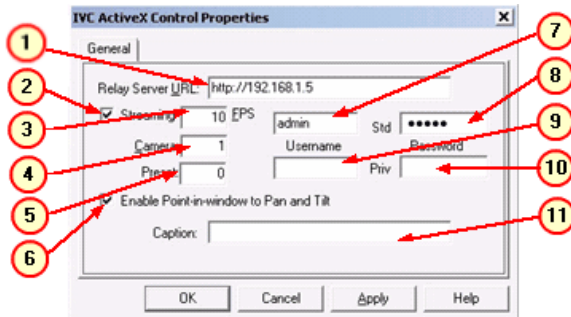 IVC ActiveX Control Properties
General
1
7
Relay Server URL: http://192.168.1.5
2
8
Streaming 10 FPS admin Std •••••
3
9
Camera 1 Username Password
4
Preset 0 Priv
10
5
Enable Point-in-window to Pan and Tilt
11
6
Caption:
OK Cancel Apply Help